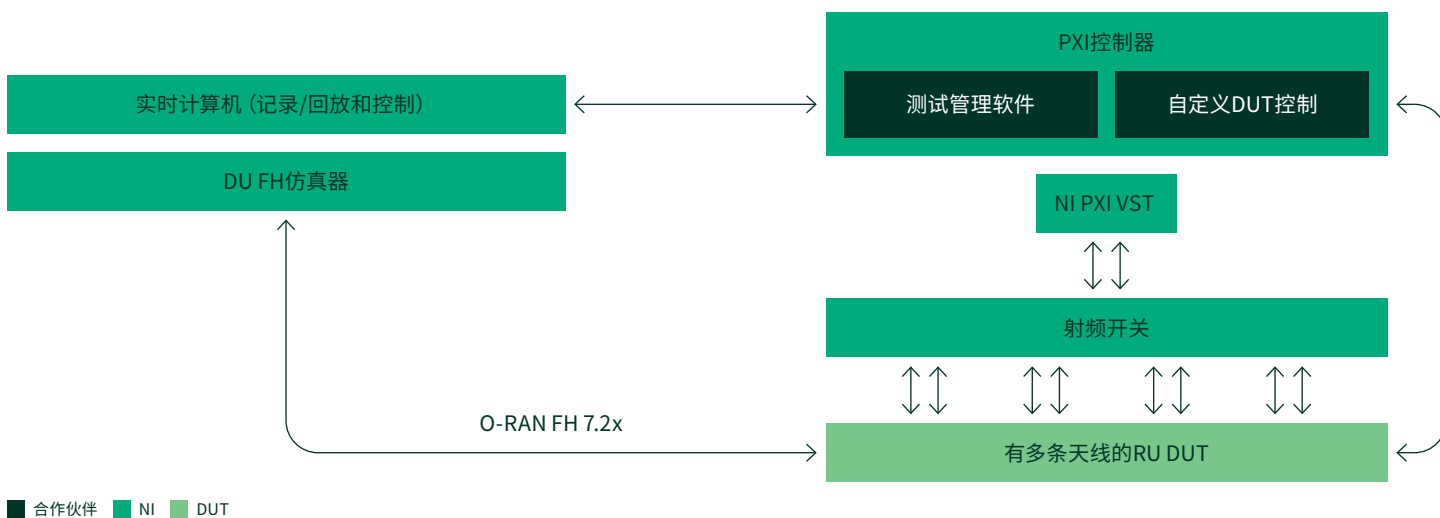 PXI控制器
实时计算机（记录/回放和控制）
测试管理软件
自定义DUT控制
DU FH仿真器
NI PXI VST
射频开关
O-RAN FH 7.2x
有多条天线的RU DUT
合作伙伴 NI DUT